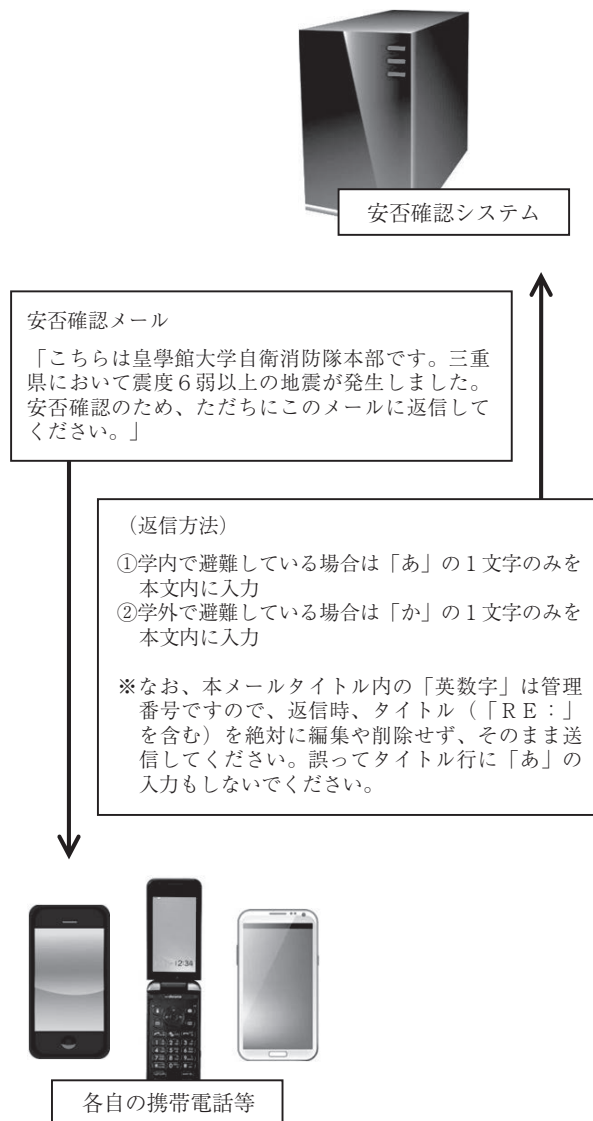 安否確認システム
安否確認メール
「こちらは皇學館大学自衛消防隊本部です。三重
県において震度６弱以上の地震が発生しました。
安否確認のため、ただちにこのメールに返信して
ください。」
（返信方法）
①学内で避難している場合は「あ」の１文字のみを
本文内に入力
②学外で避難している場合は「か」の１文字のみを
本文内に入力
※なお、本メールタイトル内の「英数字」は管理
番号ですので、返信時、タイトル（「ＲＥ：」
を含む）を絶対に編集や削除せず、そのまま送
信してください。誤ってタイトル行に「あ」の
入力もしないでください。
12:34
各自の携帯電話等